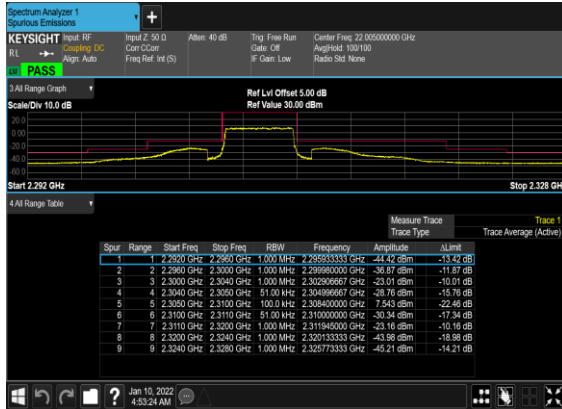 Spectrum Analyzer 1
Spurious Emissions
KEYSIGHT
RL
Input: RF
Coupling: DC
Align: Auto
Input Z: 50 Ω
Corr CCorr
Freq Ref: Int (S)
Atten: 40 dB
Trig: Free Run
Gate: Off
IF Gain: Low
Center Freq: 22.005000000 GHz
Avg|Hold: 100/100
Radio Std: None
PASS
3 All Range Graph
Scale/Div 10.0 dB
Ref Lvl Offset 5.00 dB
Ref Value 30.00 dBm
20.0
0.00
-20.0
-40.0
-60.0
Start 2.292 GHz
Stop 2.328 GH
4 All Range Table
Measure Trace Trace 1
Trace Type Trace Average (Active)
Spur Range Start Freq Stop Freq RBW Frequency Amplitude ΔLimit
1 1 2.2920 GHz 2.2960 GHz 1.000 MHz 2.295933333 GHz -44.42 dBm -13.42 dB
2 2 2.2960 GHz 2.3000 GHz 1.000 MHz 2.299980000 GHz -36.87 dBm -11.87 dB
3 3 2.3000 GHz 2.3040 GHz 1.000 MHz 2.302906667 GHz -23.01 dBm -10.01 dB
4 4 2.3040 GHz 2.3050 GHz 51.00 kHz 2.304996667 GHz -28.76 dBm -15.76 dB
5 5 2.3050 GHz 2.3100 GHz 100.0 kHz 2.308400000 GHz 7.543 dBm -22.46 dB
6 6 2.3100 GHz 2.3110 GHz 51.00 kHz 2.310000000 GHz -30.34 dBm -17.34 dB
7 7 2.3110 GHz 2.3200 GHz 1.000 MHz 2.311945000 GHz -23.16 dBm -10.16 dB
8 8 2.3200 GHz 2.3240 GHz 1.000 MHz 2.320133333 GHz -43.98 dBm -18.98 dB
9 9 2.3240 GHz 2.3280 GHz 1.000 MHz 2.325773333 GHz -45.21 dBm -14.21 dB
Jan 10, 2022
4:53:24 AM